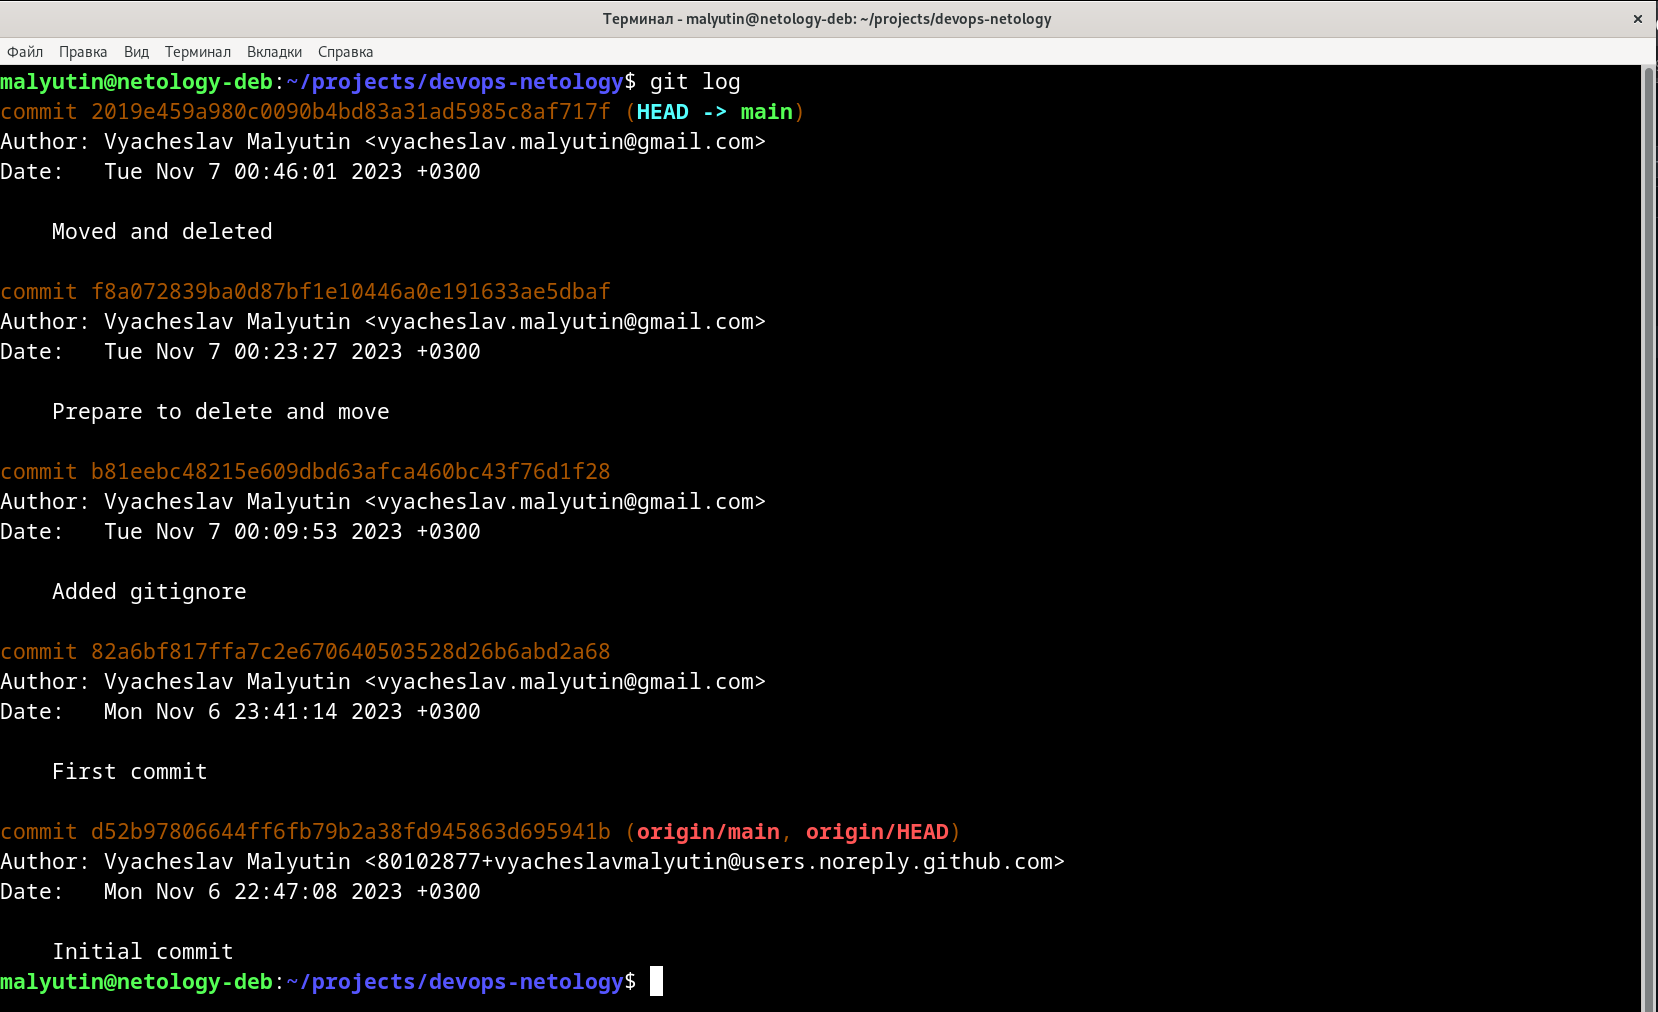 Терминал - malyutin@netology-deb: ~/projects/devops-netology
Файл Правка Вид Терминал Вкладки Справка
malyutin@netology-deb:~/projects/devops-netology$ git log
commit 2019e459a980c0090b4bd83a31ad5985c8af717f (HEAD -> main)
Author: Vyacheslav Malyutin <vyacheslav.malyutin@gmail.com>
Date:   Tue Nov 7 00:46:01 2023 +0300
    Moved and deleted
commit f8a072839ba0d87bf1e10446a0e191633ae5dbaf
Author: Vyacheslav Malyutin <vyacheslav.malyutin@gmail.com>
Date:   Tue Nov 7 00:23:27 2023 +0300
    Prepare to delete and move
commit b81eebc48215e609dbd63afca460bc43f76d1f28
Author: Vyacheslav Malyutin <vyacheslav.malyutin@gmail.com>
Date:   Tue Nov 7 00:09:53 2023 +0300
    Added gitignore
commit 82a6bf817ffa7c2e670640503528d26b6abd2a68
Author: Vyacheslav Malyutin <vyacheslav.malyutin@gmail.com>
Date:   Mon Nov 6 23:41:14 2023 +0300
    First commit
commit d52b97806644ff6fb79b2a38fd945863d695941b (origin/main, origin/HEAD)
Author: Vyacheslav Malyutin <80102877+vyacheslavmalyutin@users.noreply.github.com>
Date:   Mon Nov 6 22:47:08 2023 +0300
    Initial commit
malyutin@netology-deb:~/projects/devops-netology$